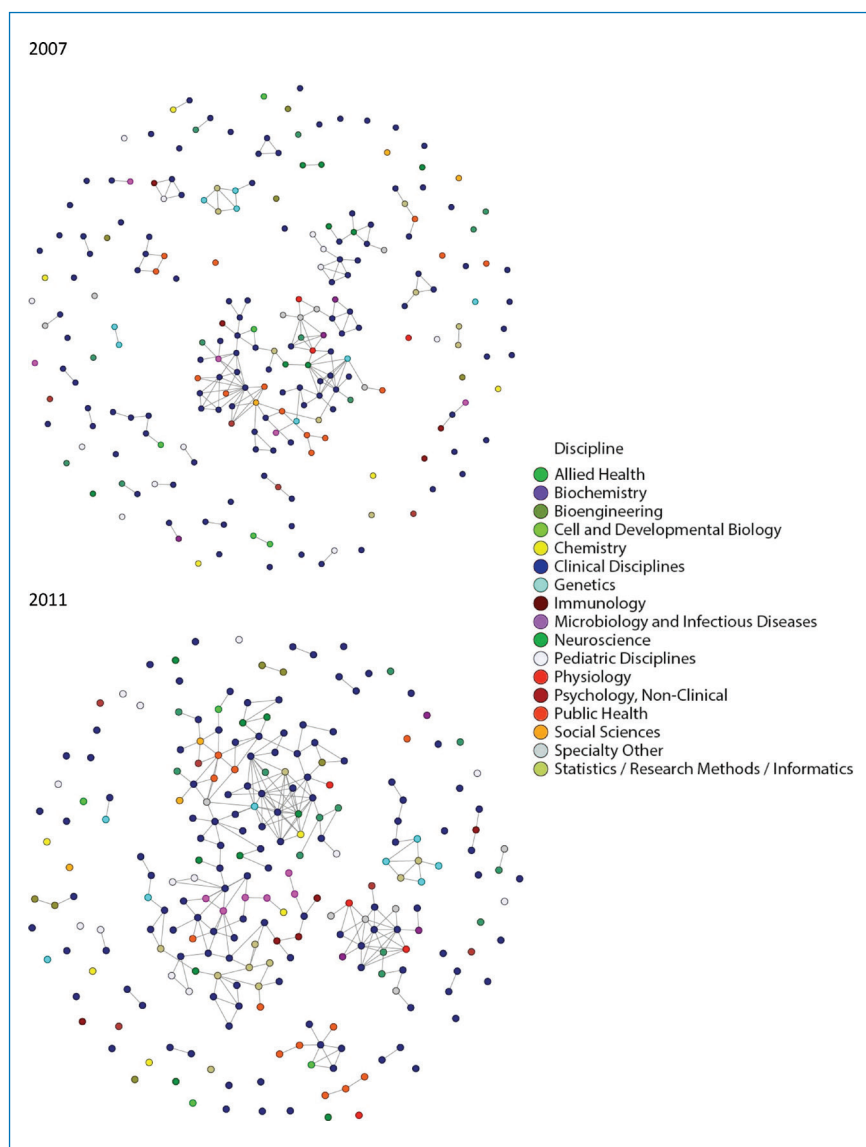 2007
Discipline
Allied Health
Biochemistry
Bioengineering
Cell and Developmental Biology
Chemistry
Clinical Disciplines
Genetics
Immunology
Microbiology and Infectious Diseases
Neuroscience
Pediatric Disciplines
Physiology
Psychology, Non-Clinical
Public Health
Social Sciences
Specialty Other
Statistics / Research Methods / Informatics
2011